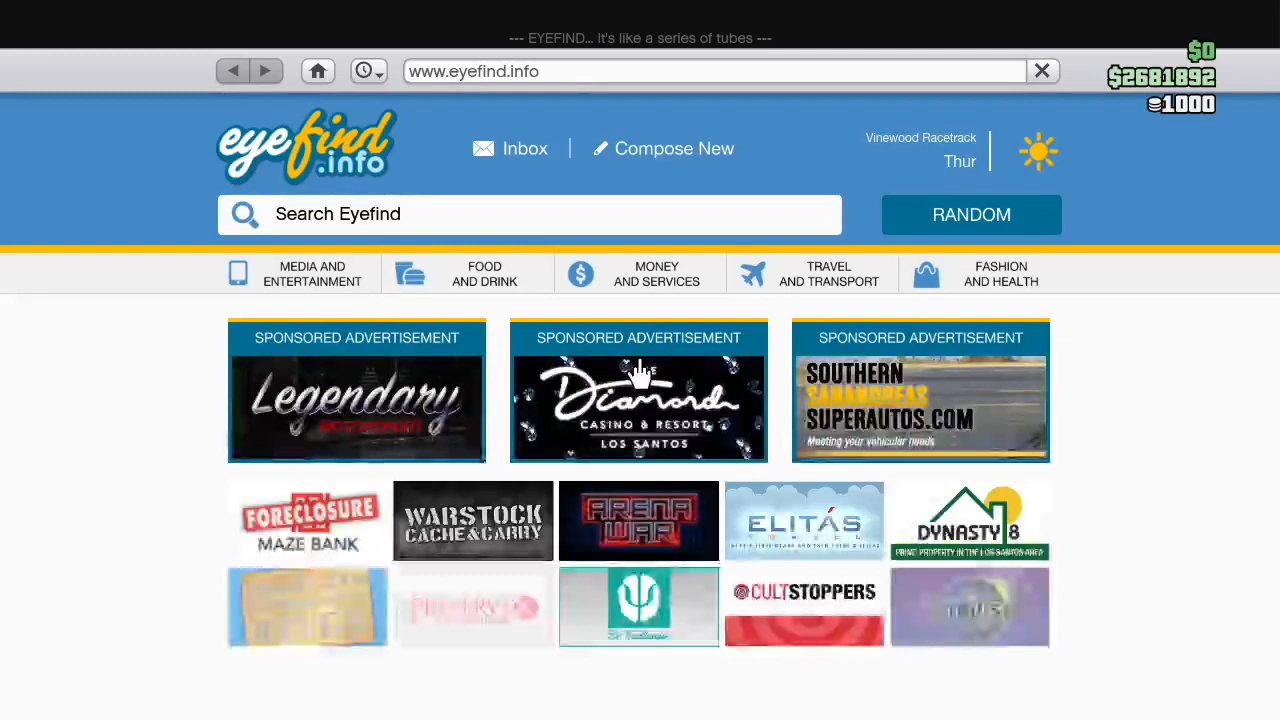 --- EYEFIND... It's like a series of tubes ---
$0
www.eyefind.info
$2681892
1000
eyefind
.info
Inbox
Compose New
Vinewood Racetrack
Thur
Search Eyefind
RANDOM
MEDIA AND
ENTERTAINMENT
FOOD
AND DRINK
MONEY
AND SERVICES
TRAVEL
AND TRANSPORT
FASHION
AND HEALTH
SPONSORED ADVERTISEMENT
Legendary
MOTORSPORT
SPONSORED ADVERTISEMENT
THE
Diamond
CASINO & RESORT
LOS SANTOS
SPONSORED ADVERTISEMENT
SOUTHERN
SANANDREAS
SUPERAUTOS.COM
Meeting your vehicular needs
FORECLOSURE
MAZE BANK
WARSTOCK
CACHE & CARRY
ARENA
WAR
ELITÁS
TRAVEL
DYNASTY 8
PRIME PROPERTY IN THE LOS SANTOS AREA
CULTSTOPPERS